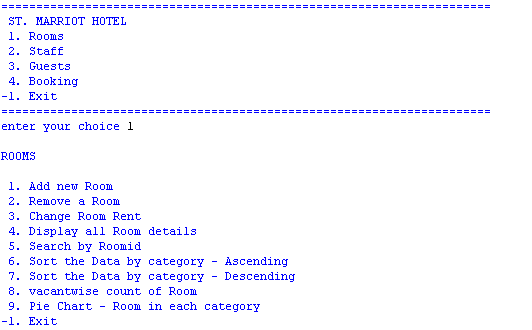 ======================================================================
 ST. MARRIOT HOTEL
 1. Rooms
 2. Staff
 3. Guests
 4. Booking
-1. Exit
======================================================================
enter your choice 1

ROOMS

 1. Add new Room
 2. Remove a Room
 3. Change Room Rent
 4. Display all Room details
 5. Search by Roomid
 6. Sort the Data by category - Ascending
 7. Sort the Data by category - Descending
 8. vacantwise count of Room
 9. Pie Chart - Room in each category
-1. Exit